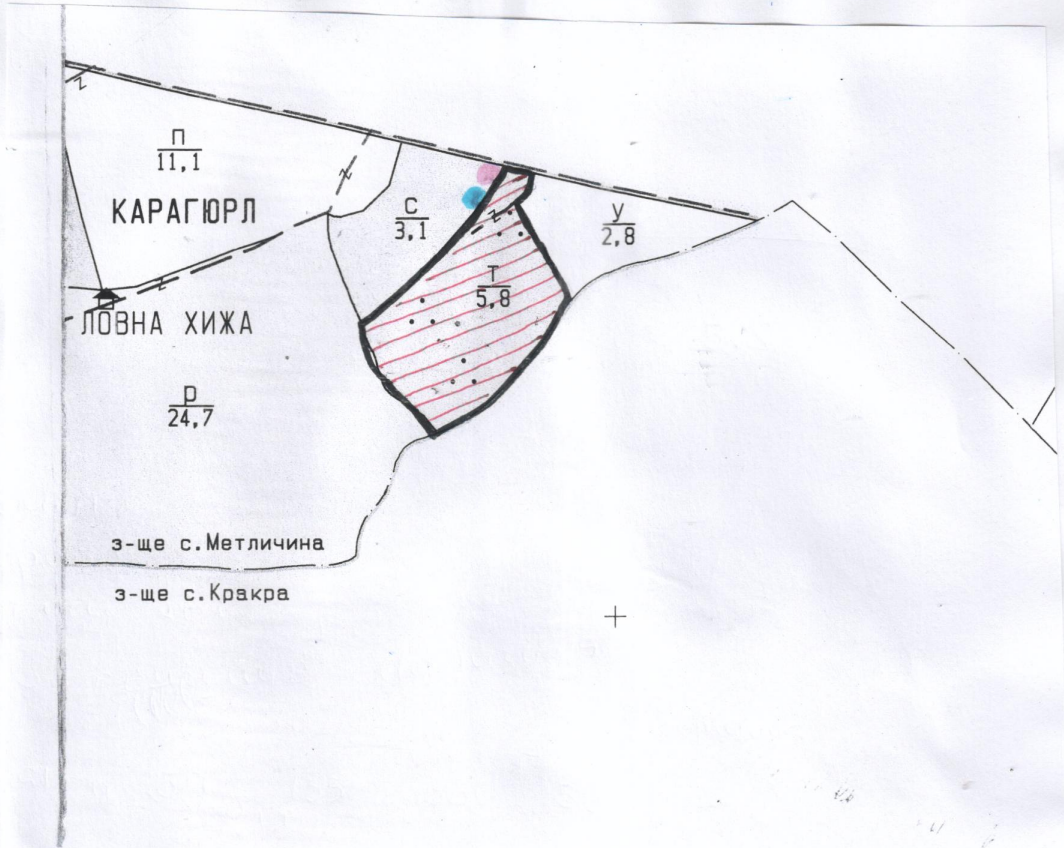 П
11,1
КАРАГЮРЛ
С
3,1
У
2,8
Т
5,8
ЛОВНА ХИЖА
Р
24,7
з-ще с.Метличина
з-ще с.Кракра